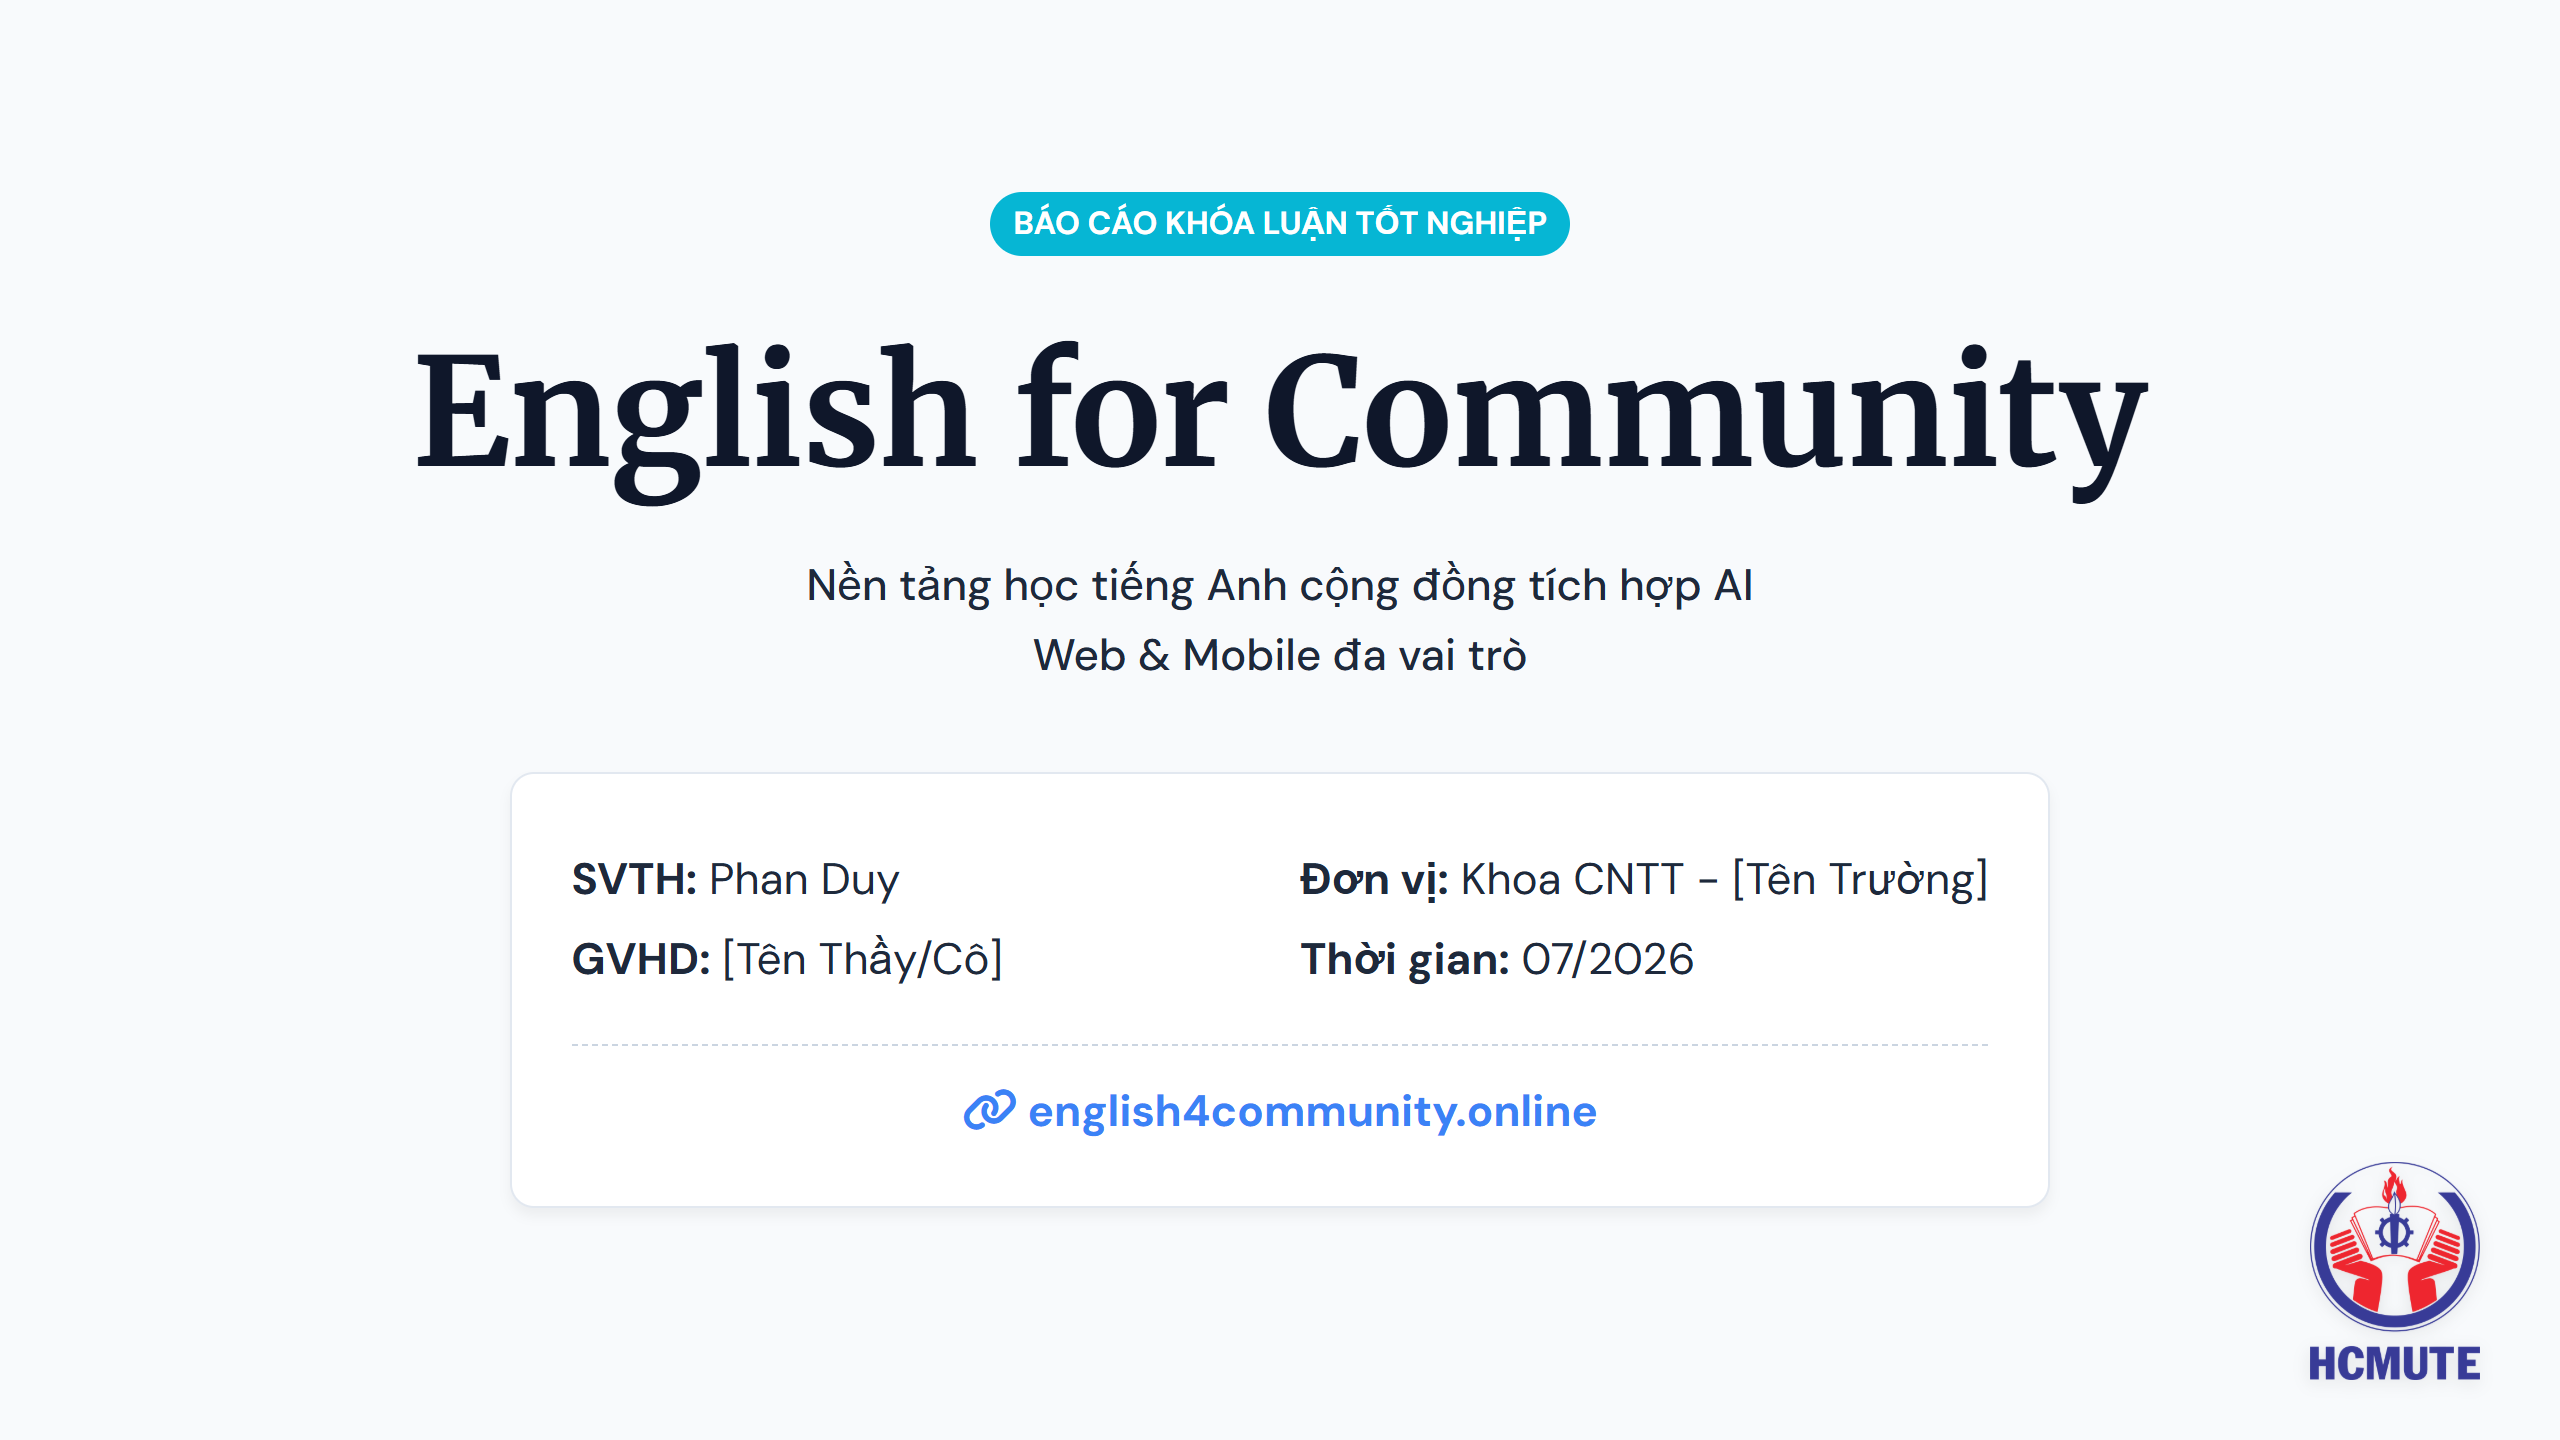 BÁO CÁO KHÓA LUẬN TỐT NGHIỆP
English for Community
Nền tảng học tiếng Anh cộng đồng tích hợp AI
Web & Mobile đa vai trò
SVTH: Phan Duy
GVHD: [Tên Thầy/Cô]
Đơn vị: Khoa CNTT - [Tên Trường]
Thời gian: 07/2026
english4community.online
HCMUTE